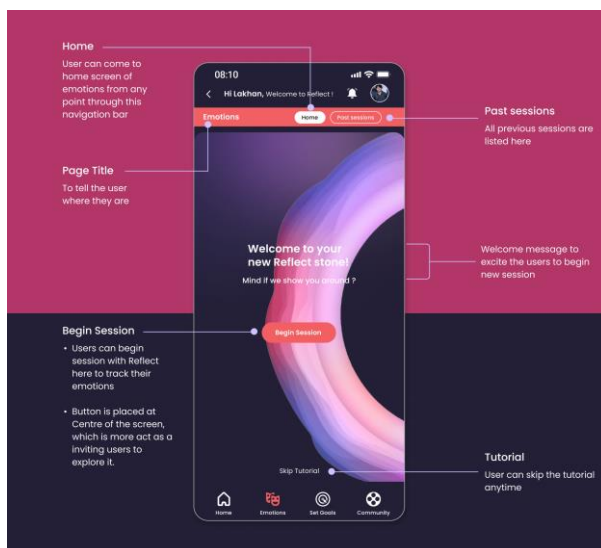 Home
User can come to
home screen of
emotions from any
point through this
navigation bar
Page Title
To tell the user
where they are
Begin Session
• Users can begin
session with Reflect
here to track their
emotions
• Button is placed at
Centre of the screen,
which is more act as a
inviting users to
explore it.
08:10
Hi Lakhan, Welcome to Reflect !
Emotions
Home
Past sessions
Welcome to your
new Reflect stone!
Mind if we show you around ?
Begin Session
Skip Tutorial
Home
Emotions
Set Goals
Community
Past sessions
All previous sessions are
listed here
Welcome message to
excite the users to begin
new session
Tutorial
User can skip the tutorial
anytime